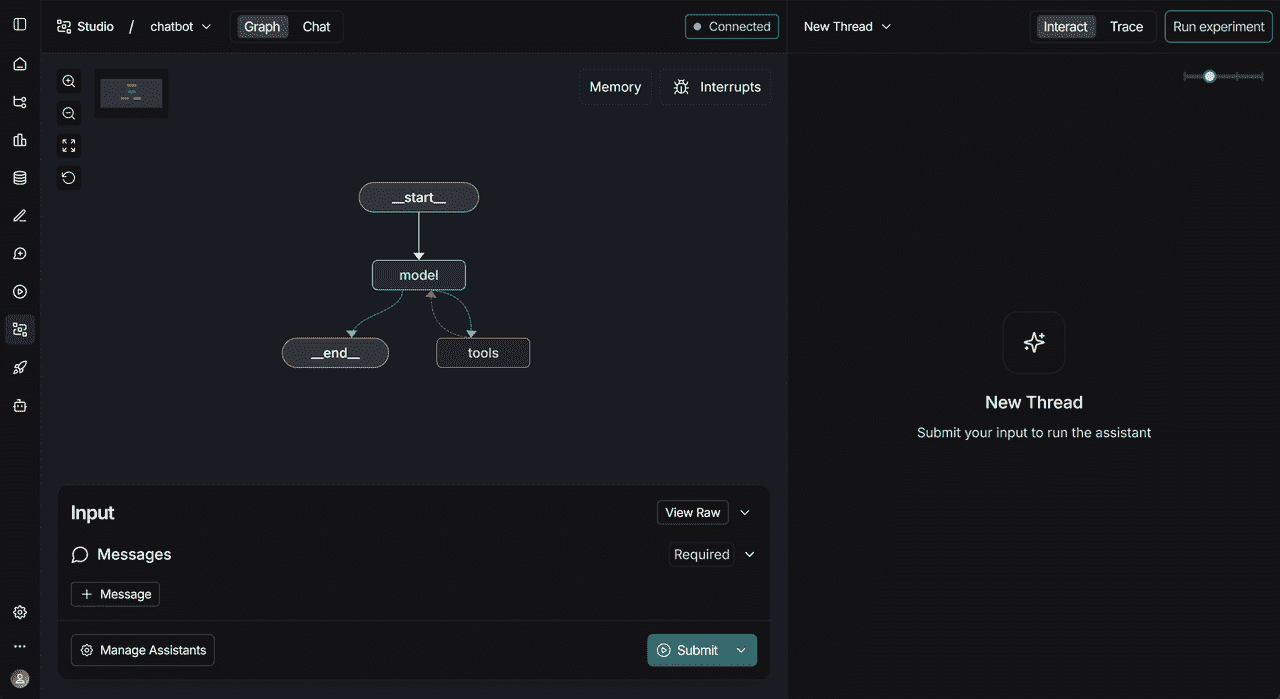 Studio / chatbot Graph Chat Connected New Thread Interact Trace Run experiment
Memory Interrupts
__start__
model
__end__ tools
New Thread
Submit your input to run the assistant
Input View Raw
Messages Required
+ Message
Manage Assistants Submit